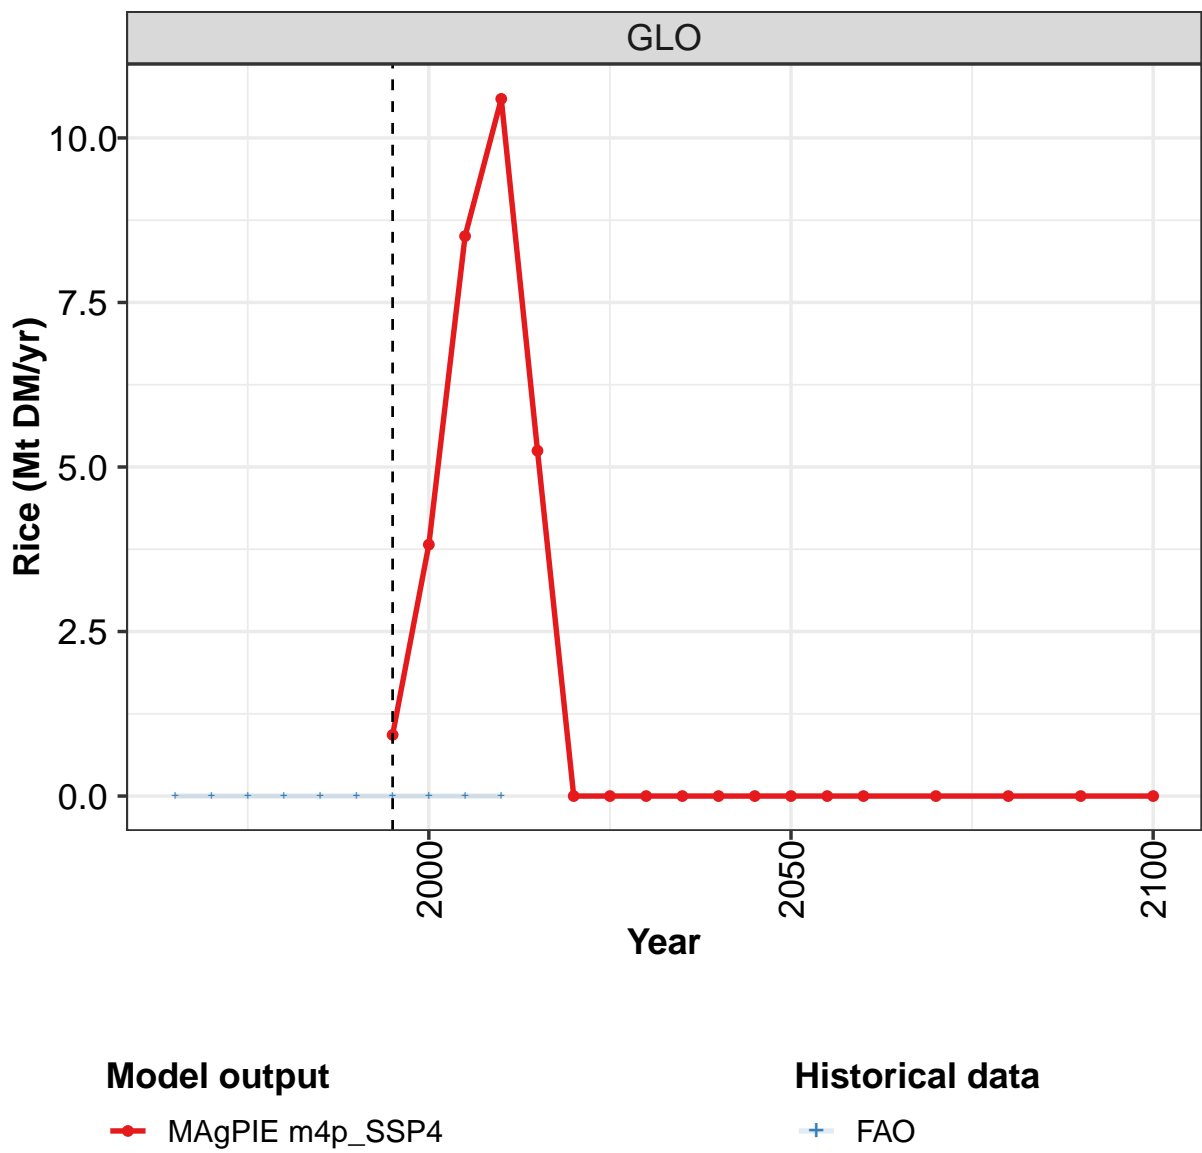 GLO
10.0
7.5
5.0
2.5
0.0
Rice (Mt DM/yr)
2000
2050
2100
Year
Model output
MAgPIE m4p_SSP4
Historical data
FAO